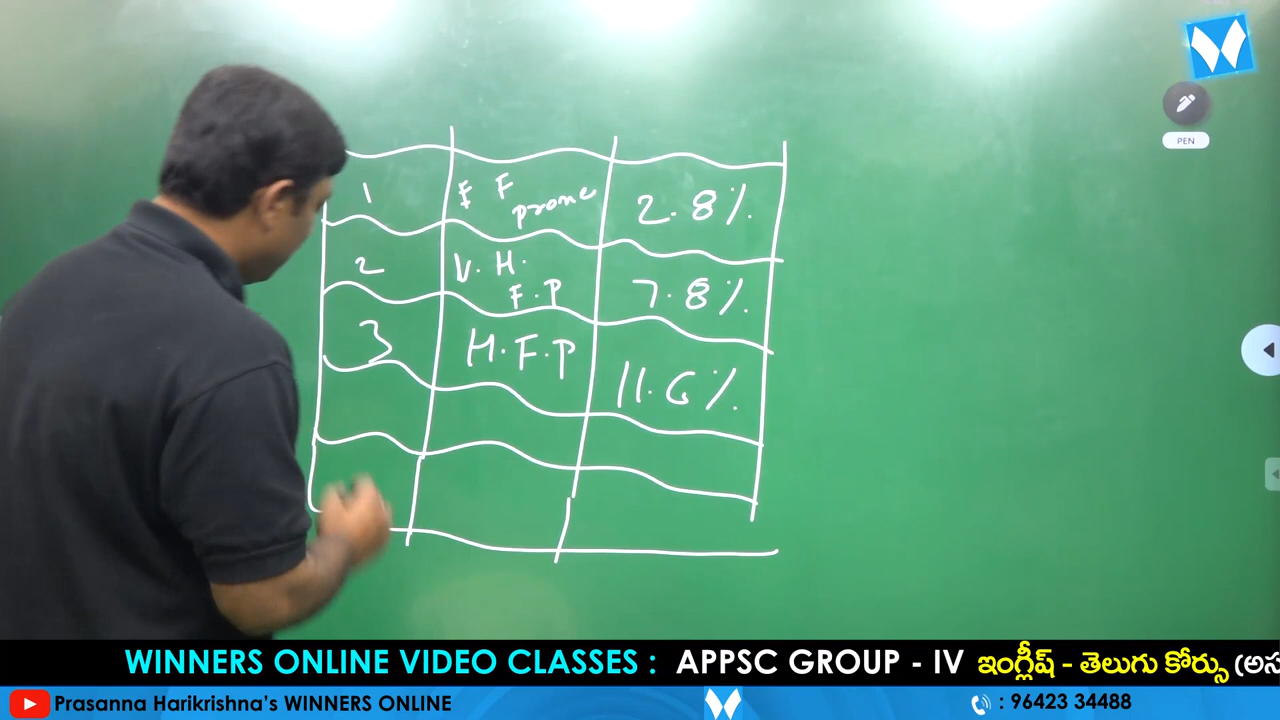 PEN
1 E F 2.8%
prone
2 V. H. 7.8%
F.P
3 H.F.P 11.6%
WINNERS ONLINE VIDEO CLASSES : APPSC GROUP - IV ఇంగ్లీష్ - తెలుగు కోర్సు (అస
Prasanna Harikrishna's WINNERS ONLINE : 96423 34488